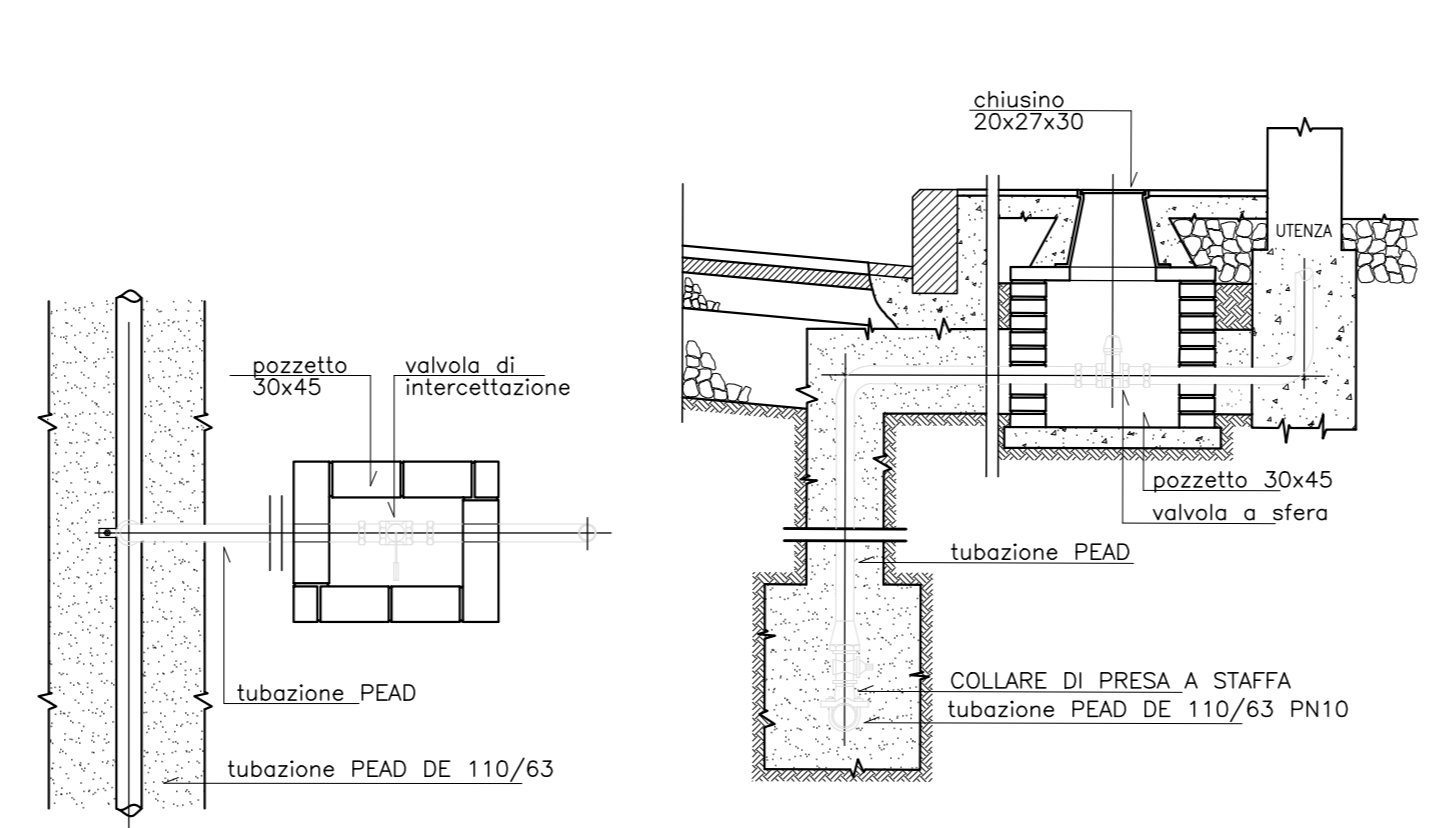 chiusino
20x27x30
UTENZA
pozzetto
30x45
valvola di
intercettazione
pozzetto 30x45
valvola a sfera
tubazione PEAD
COLLARE DI PRESA A STAFFA
tubazione PEAD DE 110/63 PN10
tubazione PEAD
tubazione PEAD DE 110/63